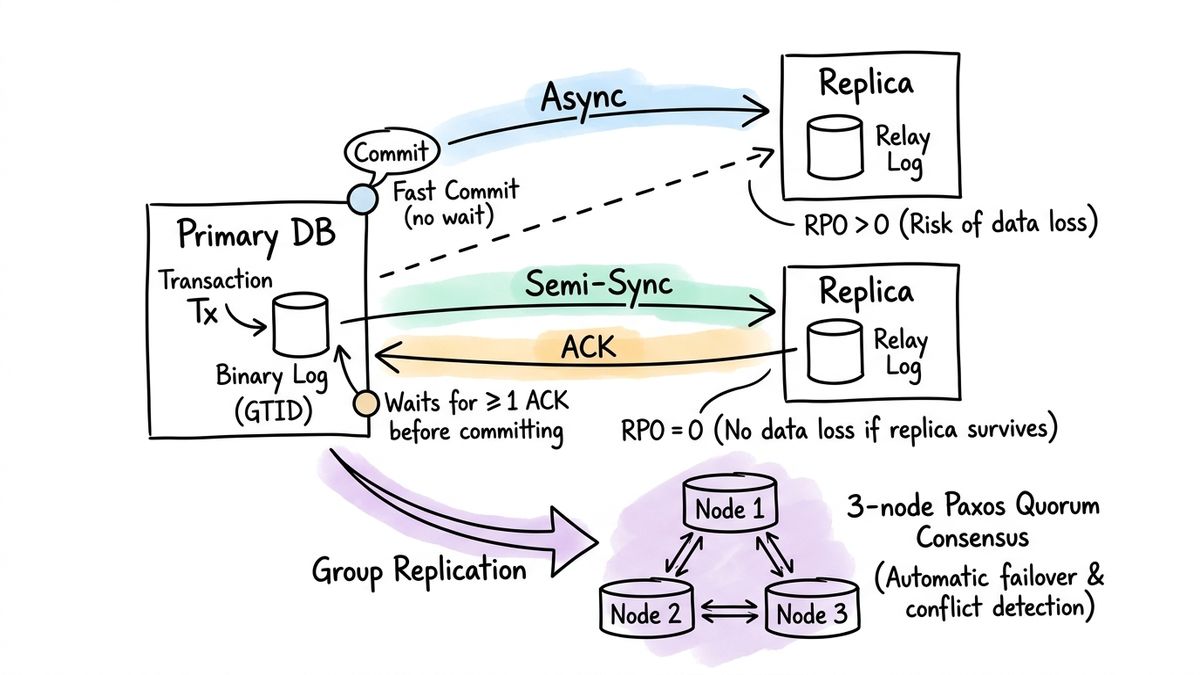 Async
Replica
Relay
Log
Commit
Fast Commit
(no wait)
RPO > 0 (Risk of data loss)
Primary DB
Transaction
Tx
Binary Log
(GTID)
Semi-Sync
Replica
Relay
Log
ACK
Waits for ≥ 1 ACK
before committing
RPO = 0 (No data loss if replica survives)
Group Replication
Node 1
Node 2
Node 3
3-node Paxos Quorum
Consensus
(Automatic failover &
conflict detection)